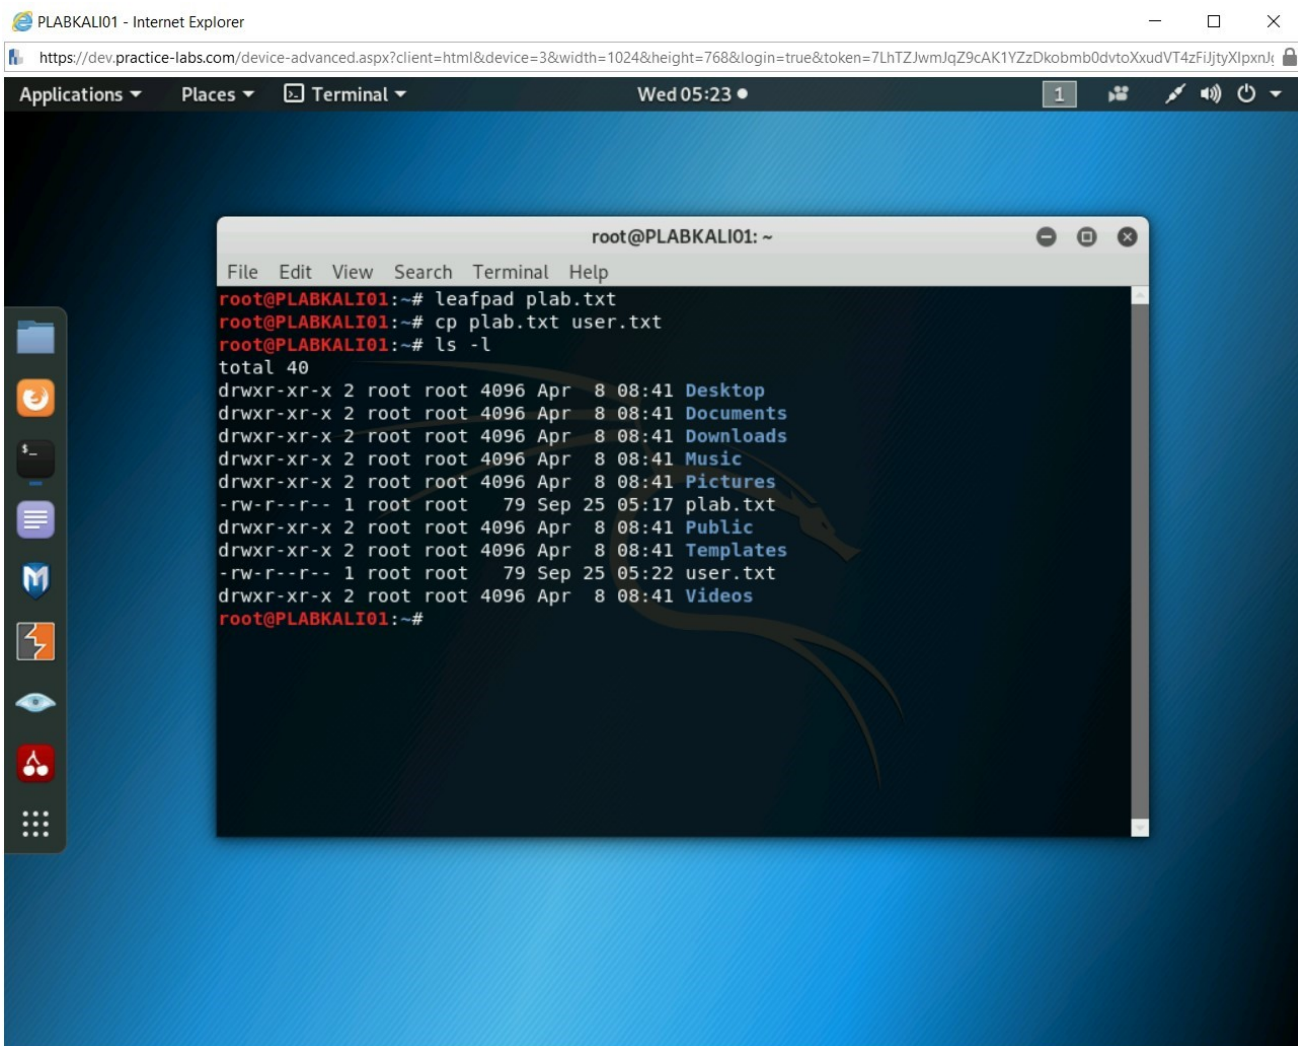 PLABKALI01 - Internet Explorer
https://dev.practice-labs.com/device-advanced.aspx?client=html&device=3&width=1024&height=768&login=true&token=7LhTZJwmJqZ9cAK1YZzDkobmb0dvtoXxudVT4zFiJjtyXIpxnJ
Applications Places Terminal Wed 05:23 1
root@PLABKALI01: ~
File Edit View Search Terminal Help
root@PLABKALI01:~# leafpad plab.txt
root@PLABKALI01:~# cp plab.txt user.txt
root@PLABKALI01:~# ls -l
total 40
drwxr-xr-x 2 root root 4096 Apr  8 08:41 Desktop
drwxr-xr-x 2 root root 4096 Apr  8 08:41 Documents
drwxr-xr-x 2 root root 4096 Apr  8 08:41 Downloads
drwxr-xr-x 2 root root 4096 Apr  8 08:41 Music
drwxr-xr-x 2 root root 4096 Apr  8 08:41 Pictures
-rw-r--r-- 1 root root   79 Sep 25 05:17 plab.txt
drwxr-xr-x 2 root root 4096 Apr  8 08:41 Public
drwxr-xr-x 2 root root 4096 Apr  8 08:41 Templates
-rw-r--r-- 1 root root   79 Sep 25 05:22 user.txt
drwxr-xr-x 2 root root 4096 Apr  8 08:41 Videos
root@PLABKALI01:~#
$_